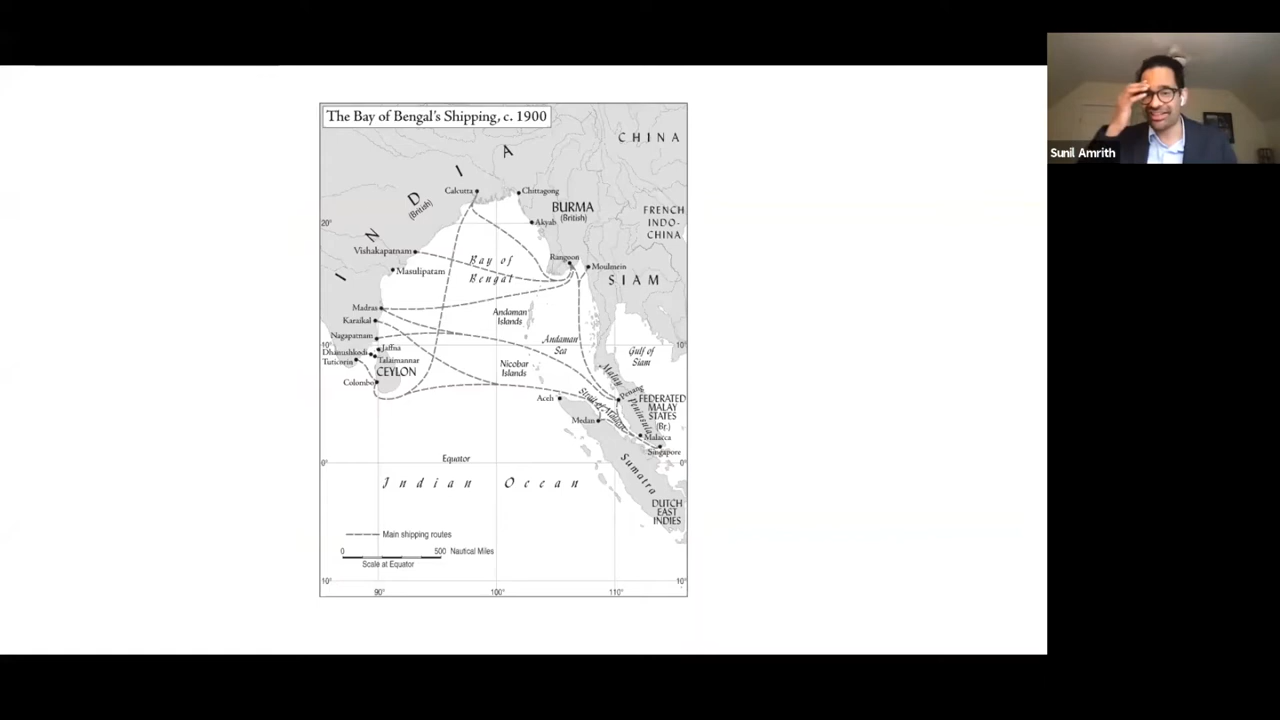 The Bay of Bengal's Shipping, c. 1900
CHINA
INDIA
(British)
Calcutta
Chittagong
BURMA
(British)
FRENCH
INDO-
CHINA
20°
Akyab
Vishakapatnam
Masulipatam
Bay of
Bengal
Rangoon
Moulmein
SIAM
Madras
Karaikal
Nagapatnam
Andaman
Islands
10°
Jaffna
Dhanushkodi
Talaimannar
Tuticorin
CEYLON
Colombo
Andaman
Sea
Gulf of
Siam
10°
Nicobar
Islands
Malay
Peninsula
Aceh
Strait of Malacca
Penang
FEDERATED
MALAY
STATES
(Br.)
Medan
Malacca
Singapore
0°
Equator
0°
Indian Ocean
Sumatra
DUTCH
EAST
INDIES
Main shipping routes
0 500 Nautical Miles
Scale at Equator
10°
10°
90° 100° 110°
Sunil Amrith